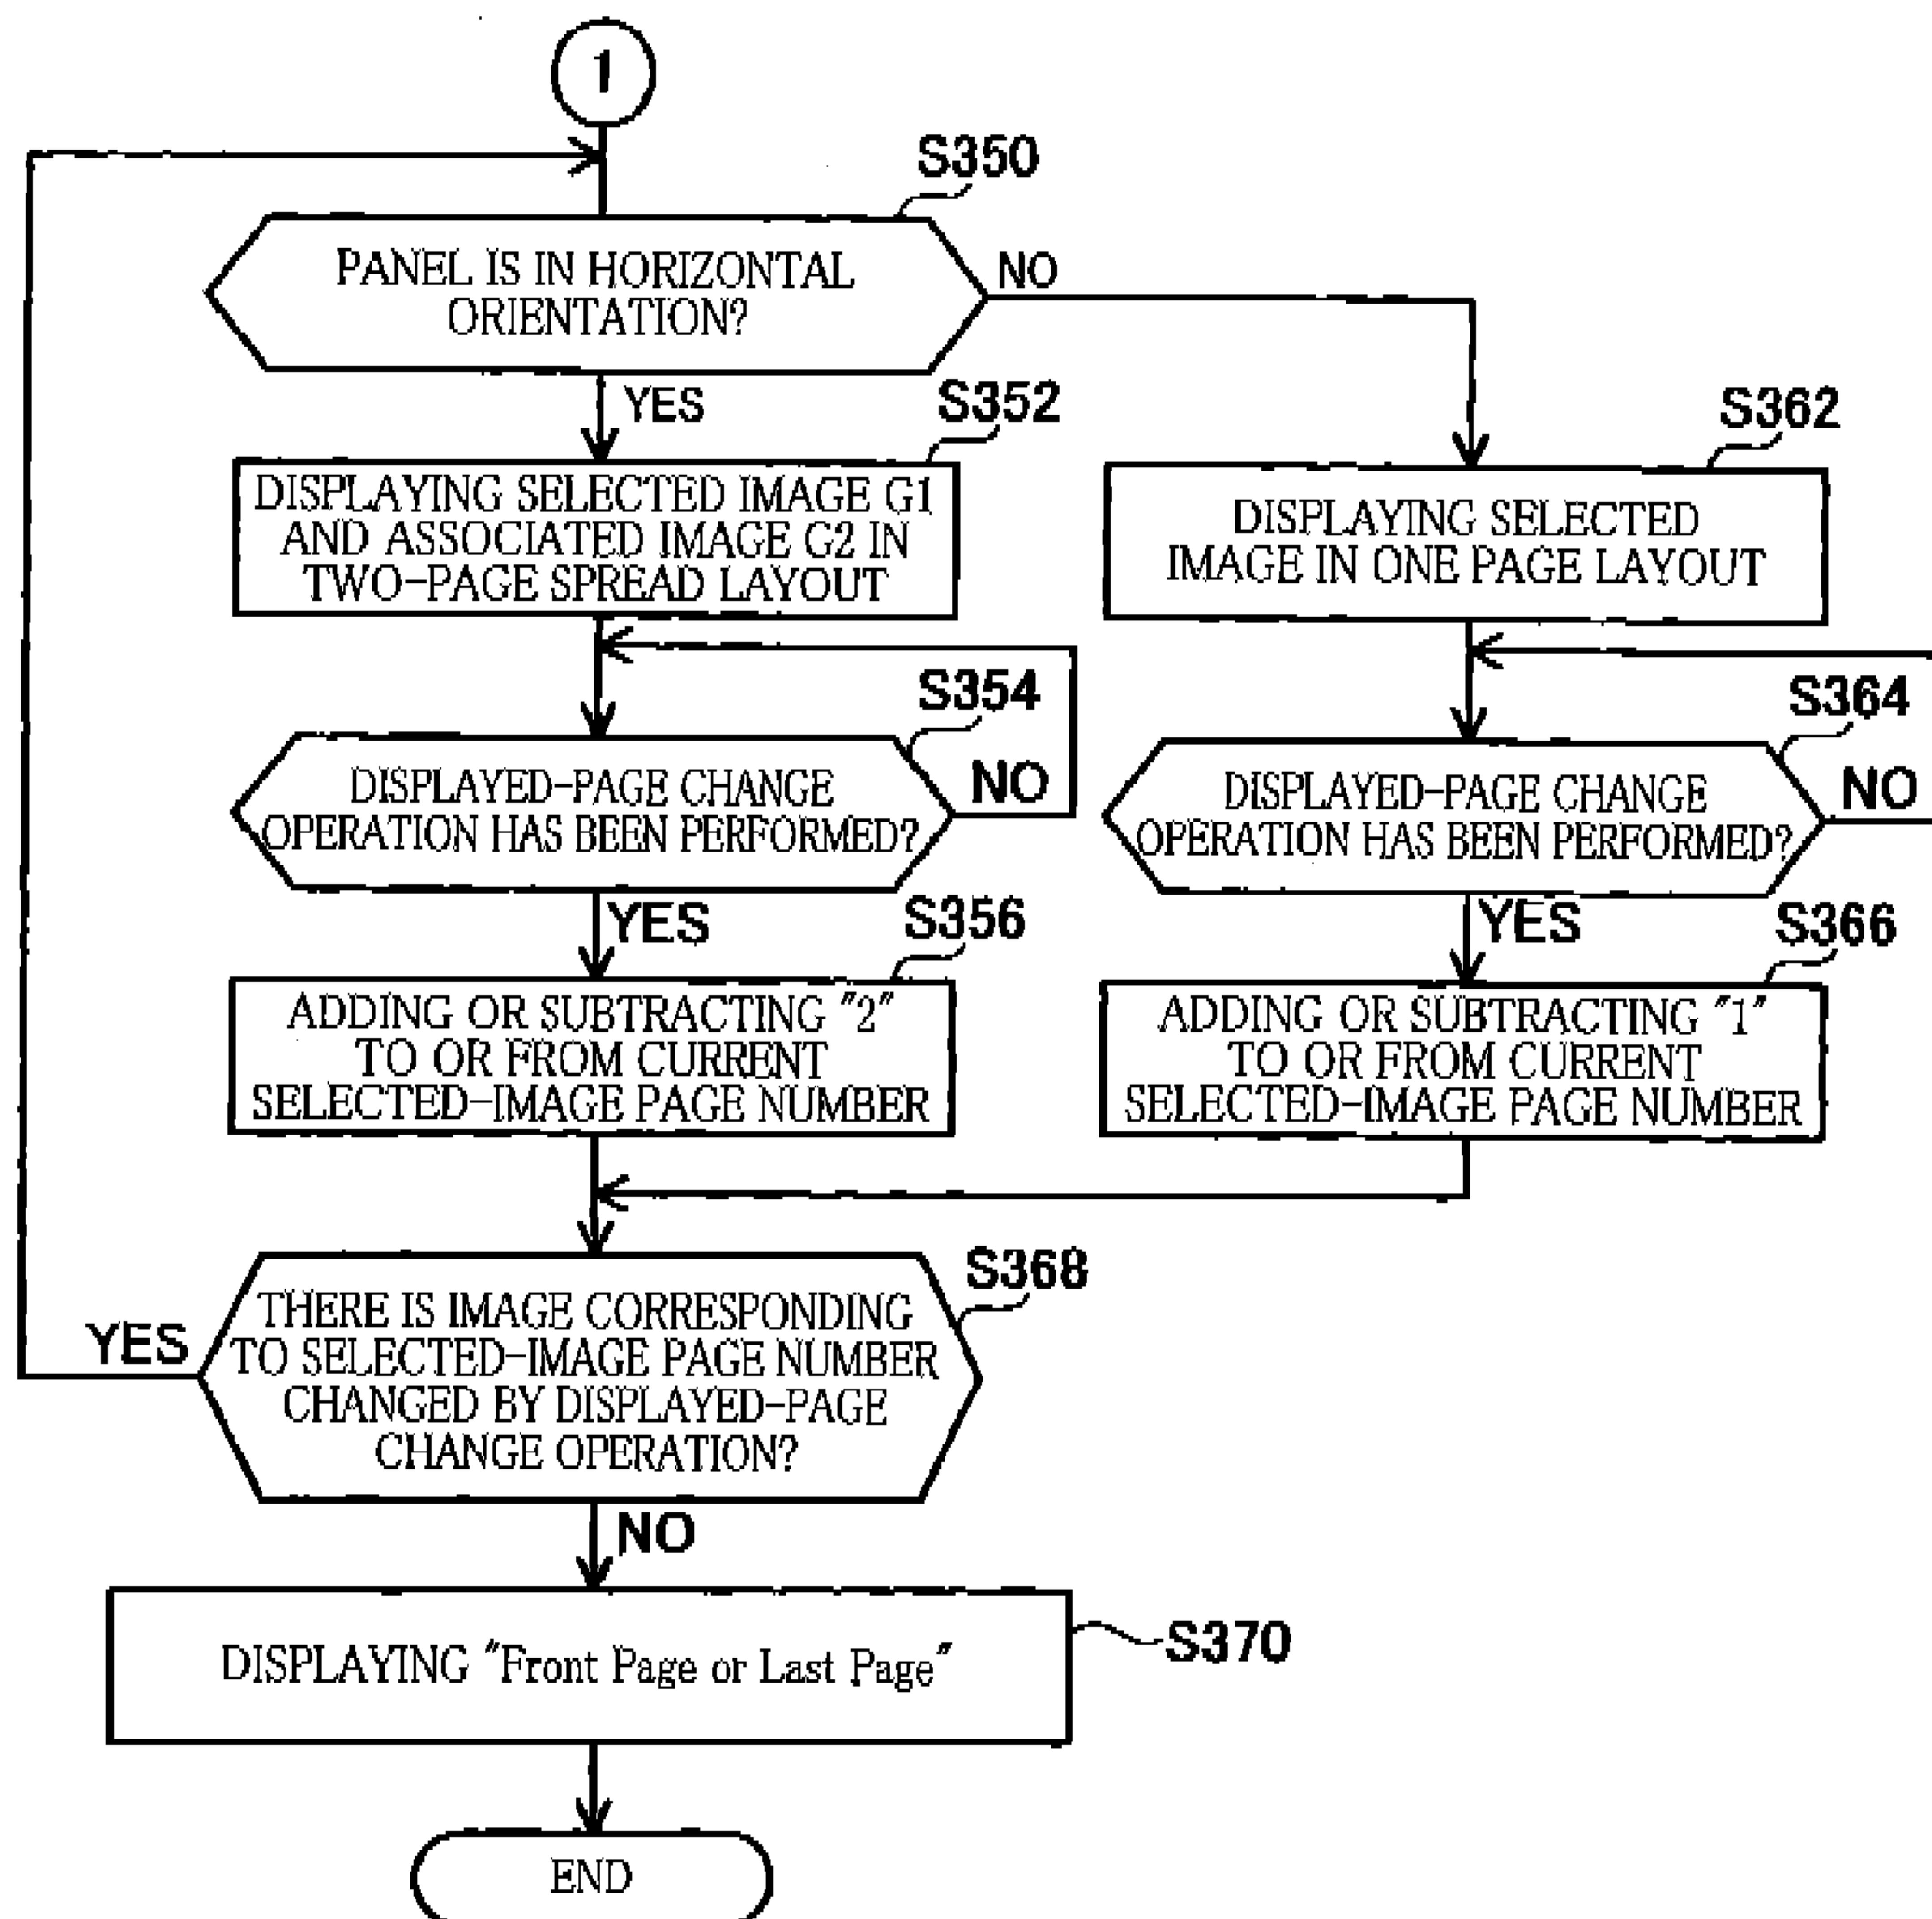 1
S350
PANEL IS IN HORIZONTAL
ORIENTATION?
NO
YES
S352
S362
DISPLAYING SELECTED IMAGE G1
AND ASSOCIATED IMAGE G2 IN
TWO-PAGE SPREAD LAYOUT
DISPLAYING SELECTED
IMAGE IN ONE PAGE LAYOUT
S354
S364
DISPLAYED-PAGE CHANGE
OPERATION HAS BEEN PERFORMED?
NO
DISPLAYED-PAGE CHANGE
OPERATION HAS BEEN PERFORMED?
NO
YES
S356
YES
S366
ADDING OR SUBTRACTING "2"
TO OR FROM CURRENT
SELECTED-IMAGE PAGE NUMBER
ADDING OR SUBTRACTING "1"
TO OR FROM CURRENT
SELECTED-IMAGE PAGE NUMBER
S368
THERE IS IMAGE CORRESPONDING
TO SELECTED-IMAGE PAGE NUMBER
CHANGED BY DISPLAYED-PAGE
CHANGE OPERATION?
YES
NO
DISPLAYING "Front Page or Last Page"
S370
END